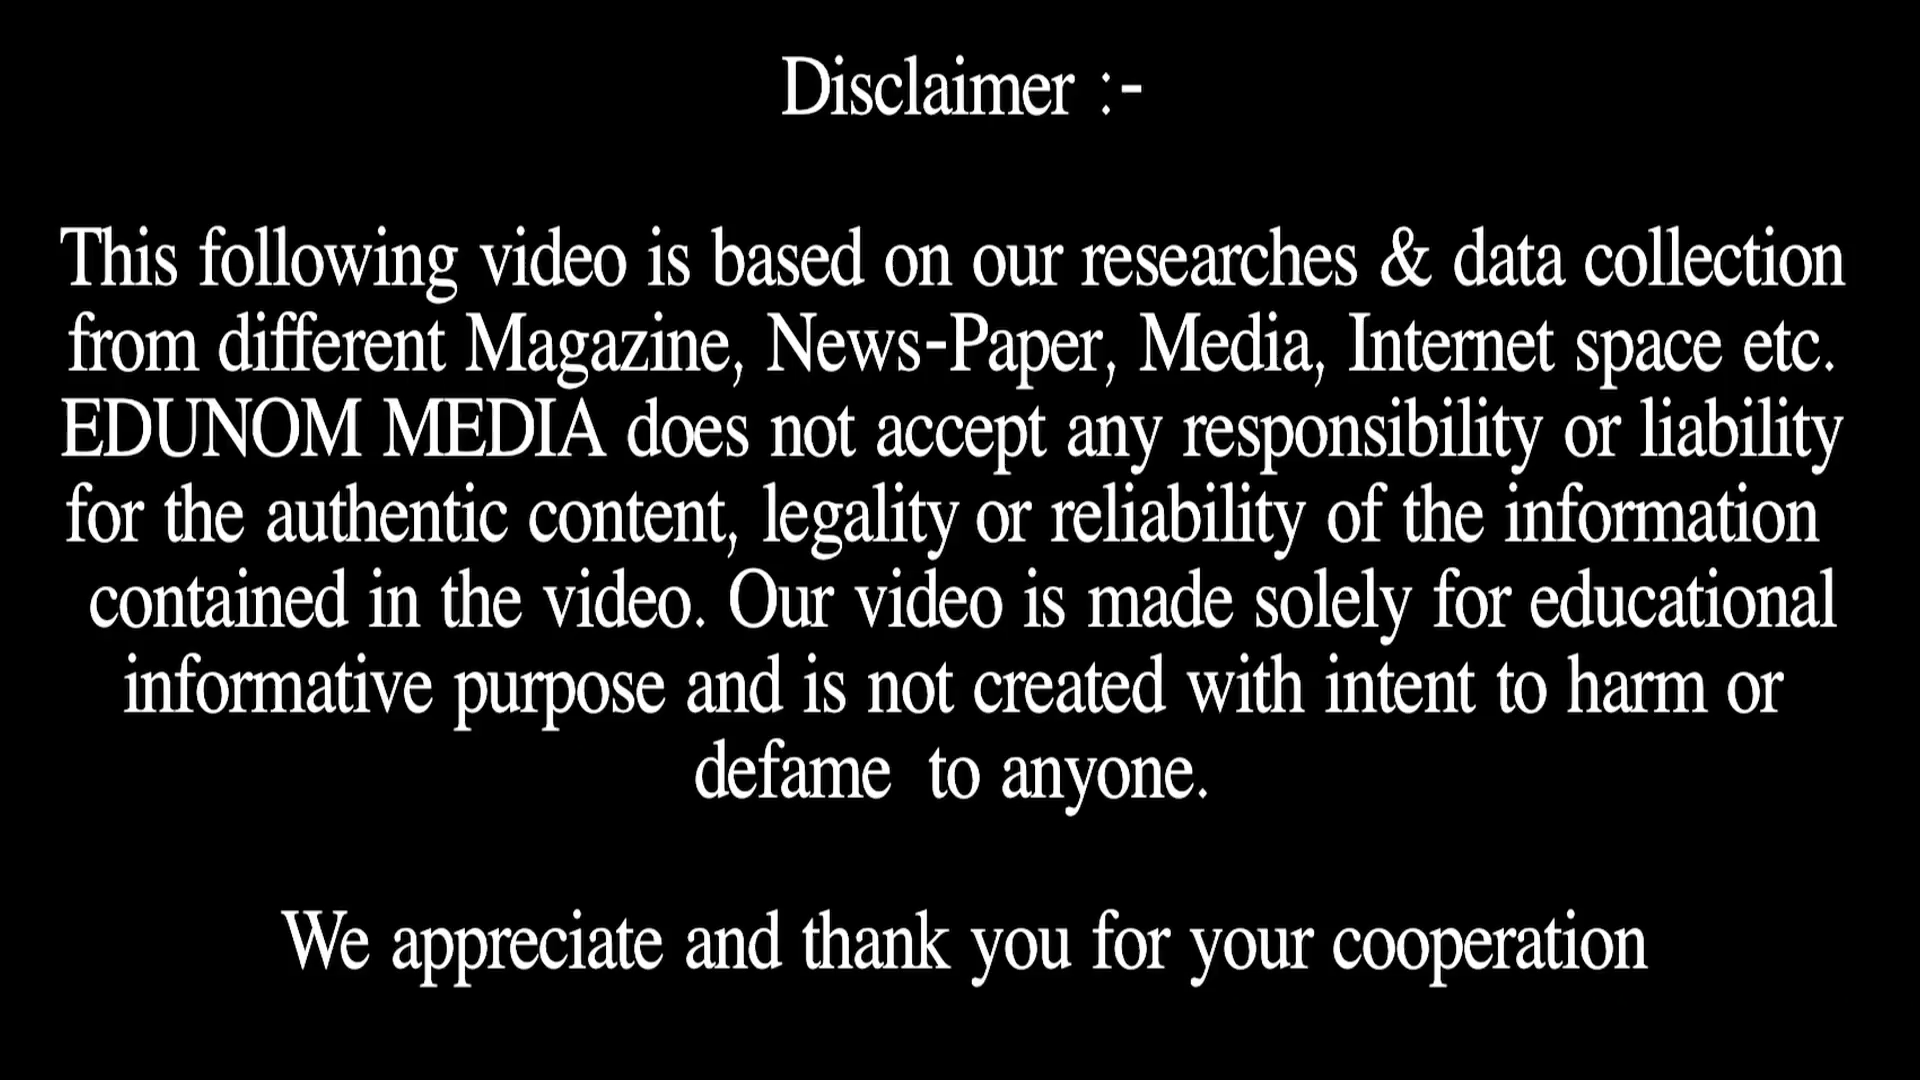 Disclaimer :-
This following video is based on our researches & data collection
from different Magazine, News-Paper, Media, Internet space etc.
EDUNOM MEDIA does not accept any responsibility or liability
for the authentic content, legality or reliability of the information
contained in the video. Our video is made solely for educational
informative purpose and is not created with intent to harm or
defame  to anyone.
We appreciate and thank you for your cooperation